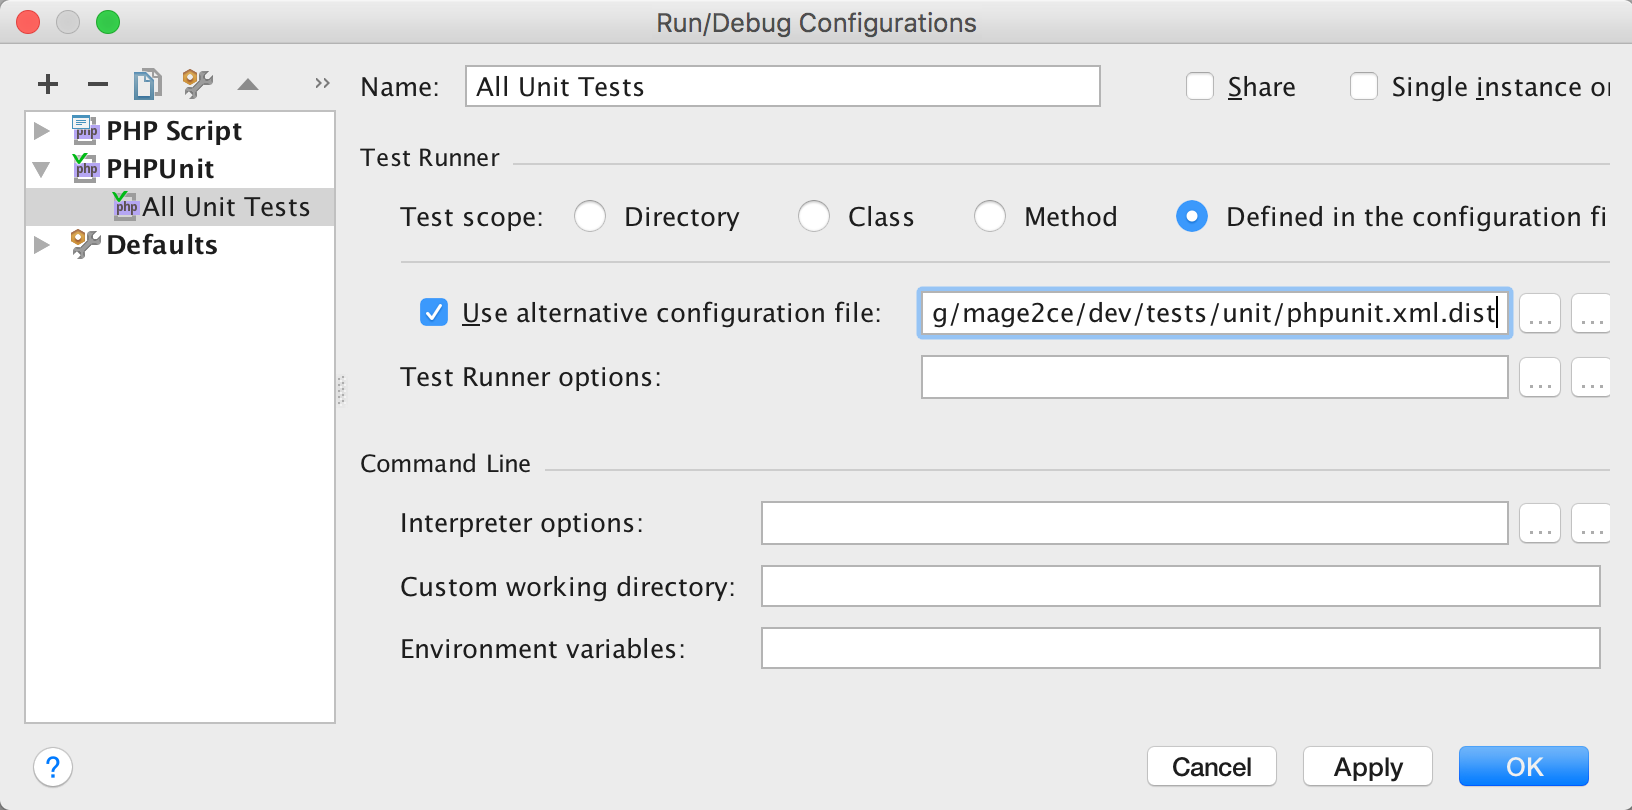 Run/Debug Configurations
»
Name: All Unit Tests Share Single instance or
PHP Script
PHPUnit
All Unit Tests
Defaults
Test Runner
Test scope: Directory Class Method Defined in the configuration fi
Use alternative configuration file: g/mage2ce/dev/tests/unit/phpunit.xml.dist ... ...
Test Runner options: ... ...
Command Line
Interpreter options: ... ...
Custom working directory:
Environment variables:
? Cancel Apply OK